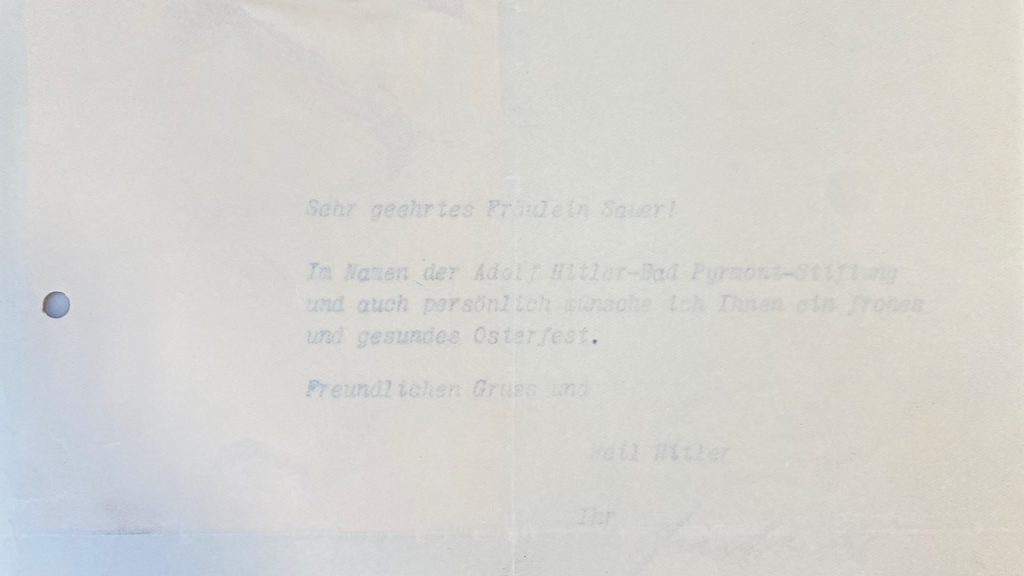 Sehr geehrtes Fräulein Sauer!
Im Namen der Adolf Hitler-Bad Pyrmont-Stiftung
und auch persönlich wünsche ich Ihnen ein frohes
und gesundes Osterfest.
Freundlichen Gruss und
Heil Hitler
Ihr